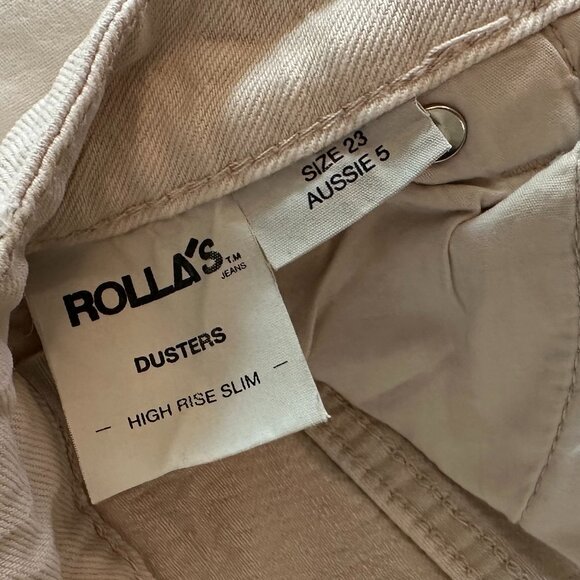 SIZE 23
AUSSIE 5
ROLLA'S T.M
JEANS
DUSTERS
— HIGH RISE SLIM —